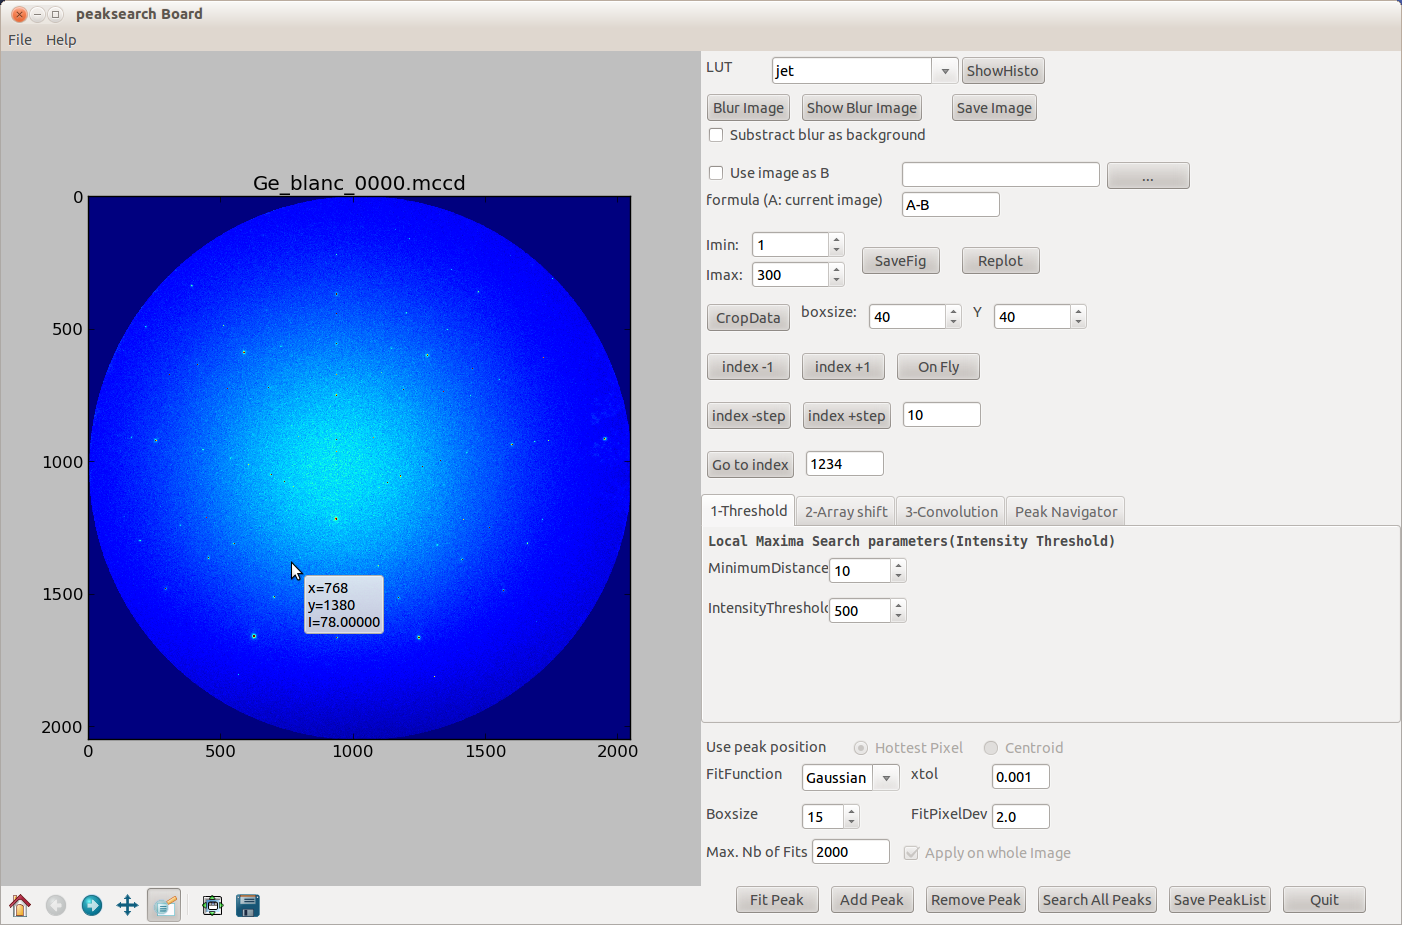 peaksearch Board
File Help
Ge_blanc_0000.mccd
0
500
1000
1500
2000
0 500 1000 1500 2000
x=768
y=1380
I=78.00000
LUT jet ShowHisto
Blur Image Show Blur Image Save Image
Substract blur as background
Use image as B ...
formula (A: current image) A-B
Imin: 1
Imax: 300
SaveFig Replot
CropData boxsize: 40 Y 40
index -1 index +1 On Fly
index -step index +step 10
Go to index 1234
1-Threshold 2-Array shift 3-Convolution Peak Navigator
Local Maxima Search parameters(Intensity Threshold)
MinimumDistance 10
IntensityThreshold 500
Use peak position Hottest Pixel Centroid
FitFunction Gaussian xtol 0.001
Boxsize 15 FitPixelDev 2.0
Max. Nb of Fits 2000 Apply on whole Image
Fit Peak Add Peak Remove Peak Search All Peaks Save PeakList Quit